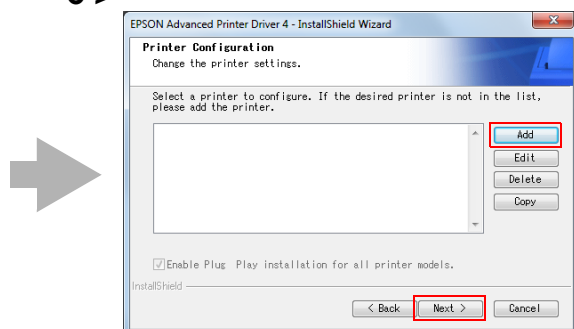 EPSON Advanced Printer Driver 4 - InstallShield Wizard
Printer Configuration
Change the printer settings.
Select a printer to configure. If the desired printer is not in the list,
please add the printer.
Add
Edit
Delete
Copy
Enable Plug Play installation for all printer models.
InstallShield
< Back
Next >
Cancel